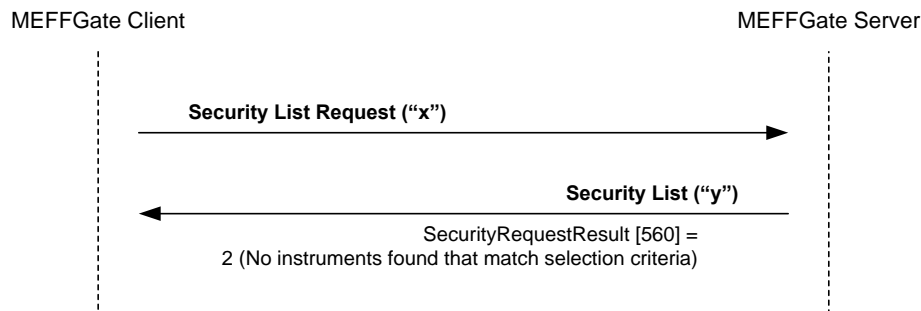 MEFFGate Client
MEFFGate Server
Security List Request (“x”)
Security List (“y”)
SecurityRequestResult [560] =
2 (No instruments found that match selection criteria)